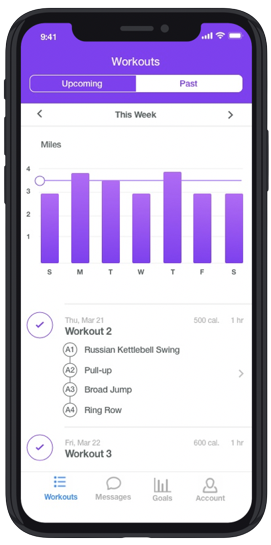 9:41
Workouts
Upcoming Past
This Week
Miles
4
3
2
1
S M T W T F S
Thu, Mar 21 500 cal. 1 hr
Workout 2
A1 Russian Kettlebell Swing
A2 Pull-up
A3 Broad Jump
A4 Ring Row
Fri, Mar 22 600 cal. 1 hr
Workout 3
Workouts Messages Goals Account